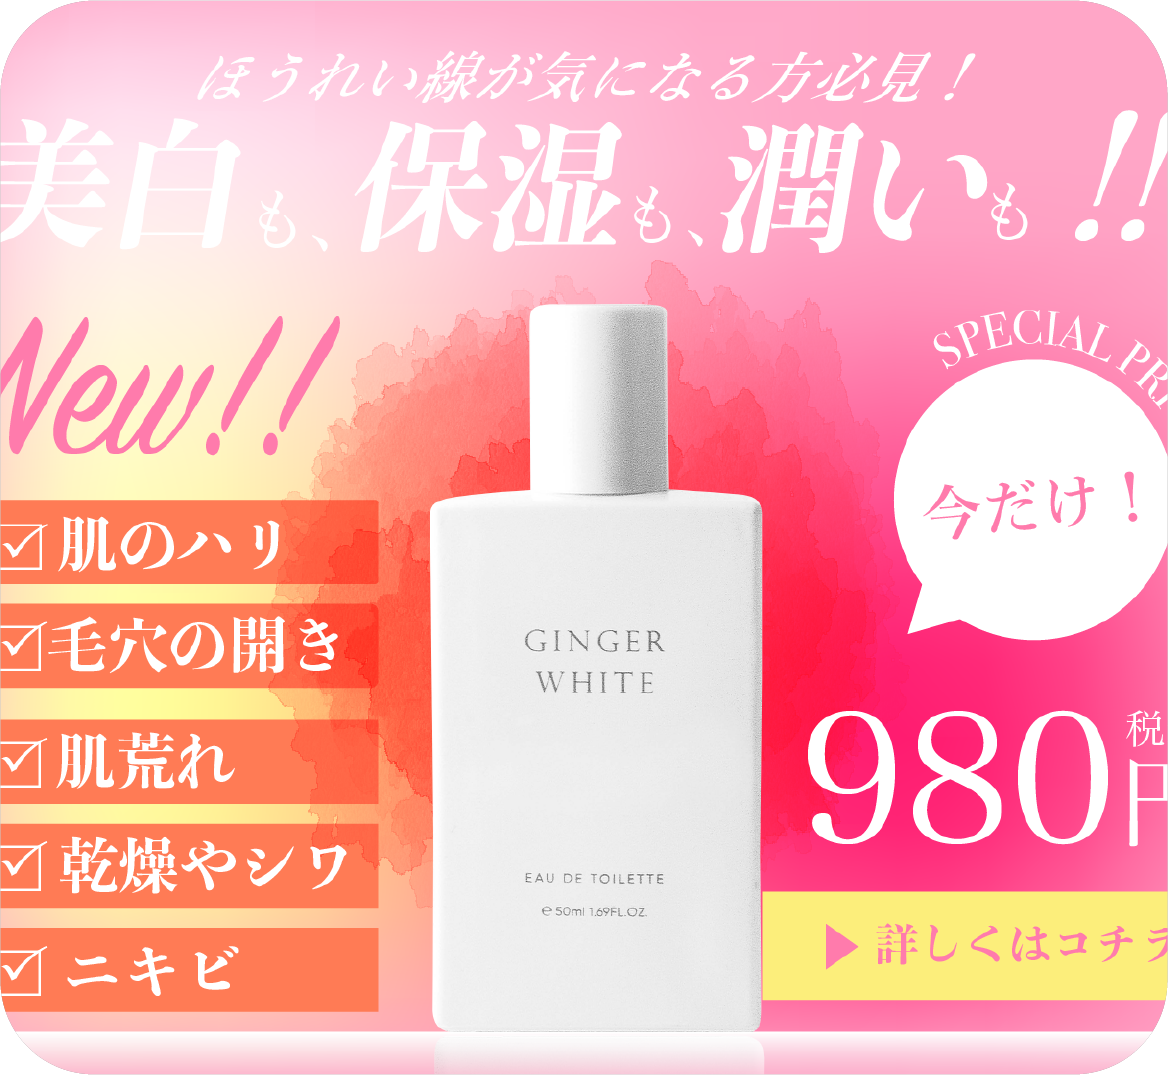 ほうれい線が気になる方必見！
美白も、保湿も、潤いも!!
New!!
SPECIAL PRI
今だけ！
肌のハリ
毛穴の開き
肌荒れ
乾燥やシワ
ニキビ
GINGER
WHITE
EAU DE TOILETTE
℮ 50ml 1.69FL.OZ.
980税円
▶詳しくはコチラ